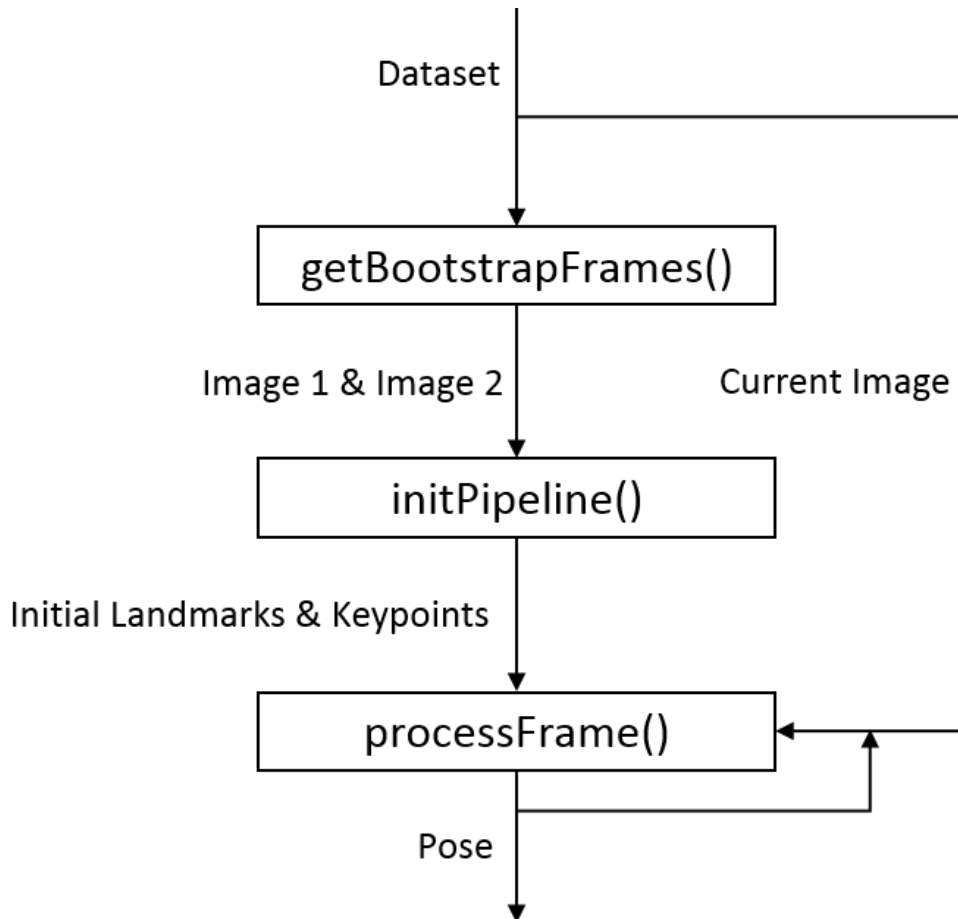 Dataset
getBootstrapFrames()
Image 1 & Image 2
Current Image
initPipeline()
Initial Landmarks & Keypoints
processFrame()
Pose